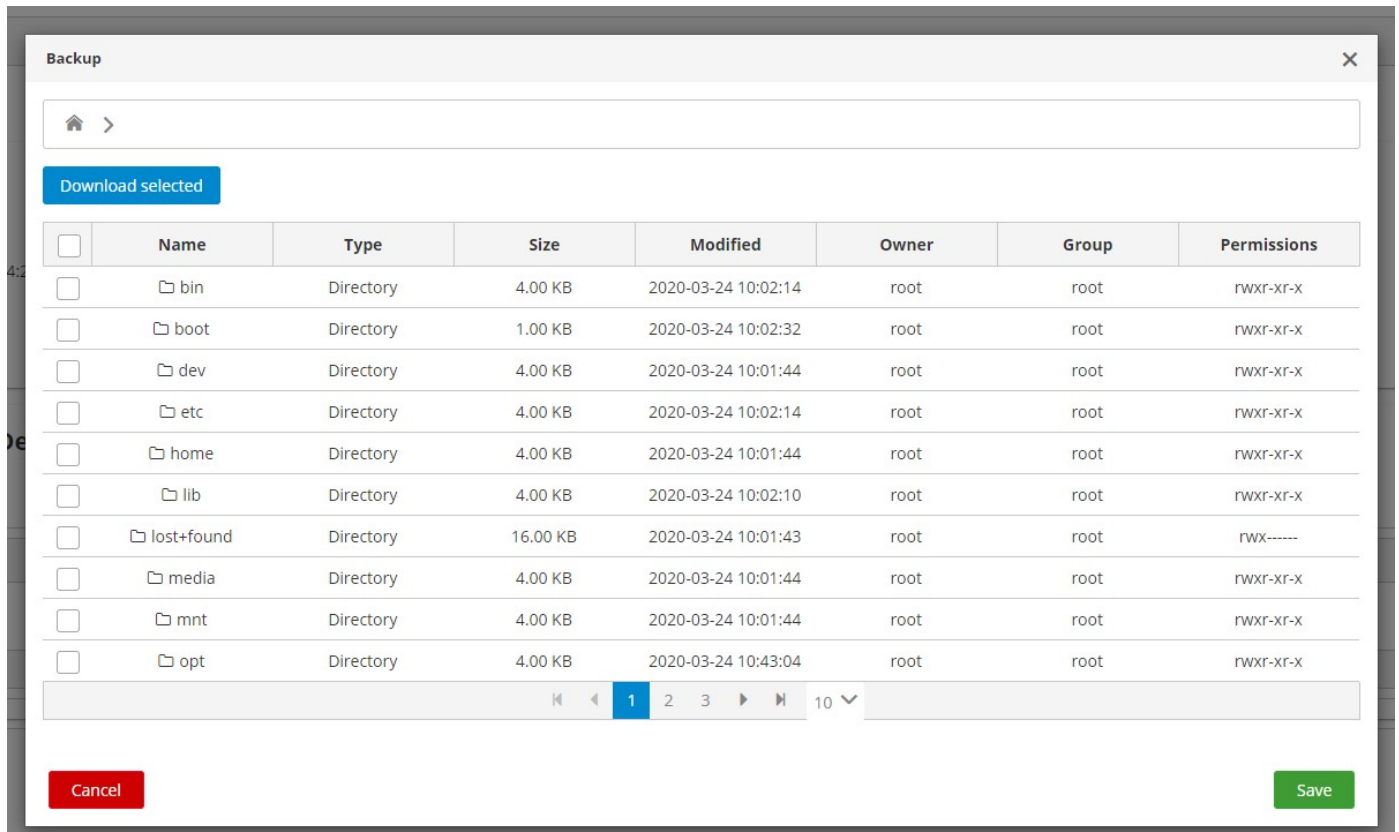 Backup
Download selected
Name Type Size Modified Owner Group Permissions
4:2
bin Directory 4.00 KB 2020-03-24 10:02:14 root root rwxr-xr-x
boot Directory 1.00 KB 2020-03-24 10:02:32 root root rwxr-xr-x
dev Directory 4.00 KB 2020-03-24 10:01:44 root root rwxr-xr-x
etc Directory 4.00 KB 2020-03-24 10:02:14 root root rwxr-xr-x
De
home Directory 4.00 KB 2020-03-24 10:01:44 root root rwxr-xr-x
lib Directory 4.00 KB 2020-03-24 10:02:10 root root rwxr-xr-x
lost+found Directory 16.00 KB 2020-03-24 10:01:43 root root rwx------
media Directory 4.00 KB 2020-03-24 10:01:44 root root rwxr-xr-x
mnt Directory 4.00 KB 2020-03-24 10:01:44 root root rwxr-xr-x
opt Directory 4.00 KB 2020-03-24 10:43:04 root root rwxr-xr-x
1 2 3 10
Cancel Save